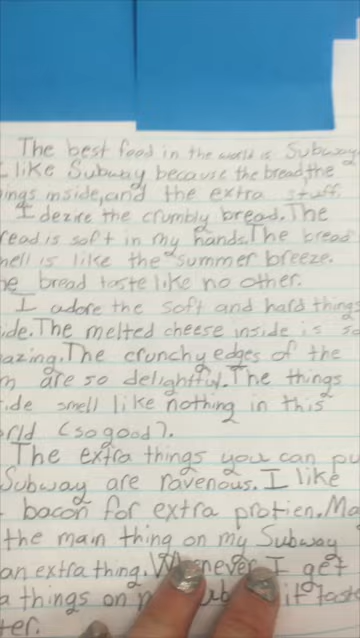 The best food in the world is Subway
I like Subway because the bread the
ings inside, and the extra stuff.
I dezire the crumbly bread. The
read is soft in my hands. The bread
mell is like the summer breeze.
he bread taste like no other.
I adore the soft and hard things
ide. The melted cheese inside is so
azing. The crunchy edges of the
m are so delightful. The things
ide smell like nothing in this
orld (so good).
The extra things you can pu
Subway are ravenous. I like
bacon for extra protien. Ma
the main thing on my Subway
an extra thing. I get
a things on it taste
ter.